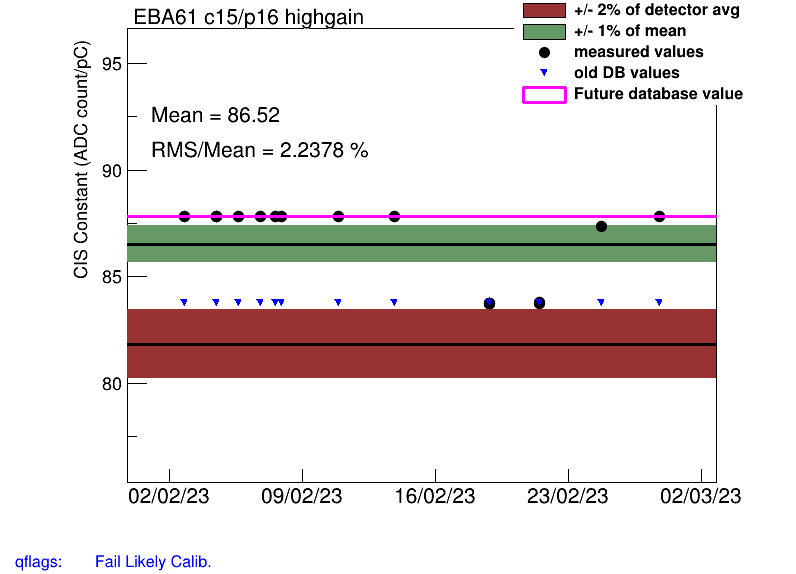 EBA61 c15/p16 highgain
+/- 2% of detector avg
+/- 1% of mean
measured values
old DB values
Future database value
CIS Constant (ADC count/pC)
Mean = 86.52
RMS/Mean = 2.2378 %
95
90
85
80
02/02/23 09/02/23 16/02/23 23/02/23 02/03/23
qflags: Fail Likely Calib.